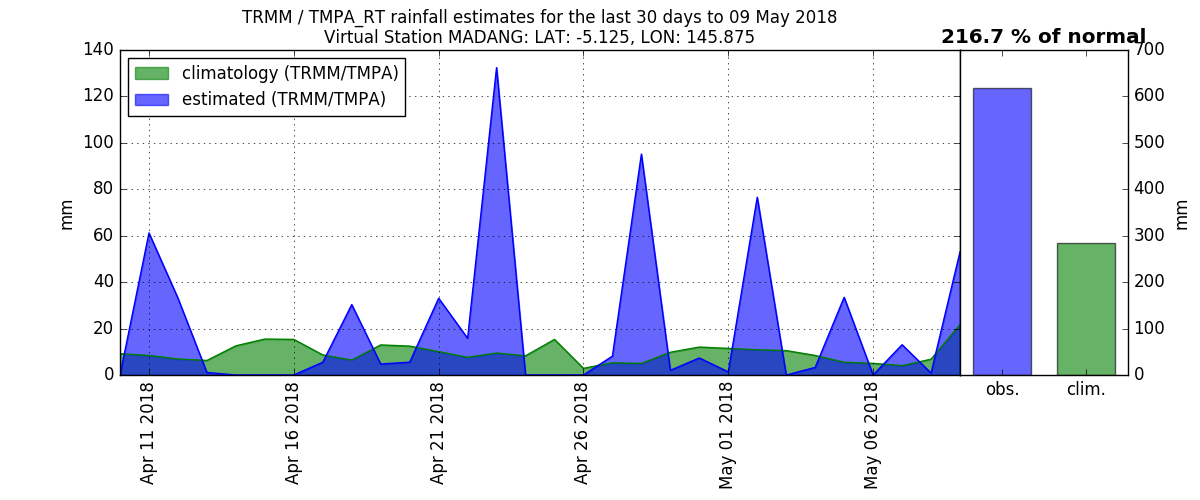 TRMM / TMPA_RT rainfall estimates for the last 30 days to 09 May 2018
Virtual Station MADANG: LAT: -5.125, LON: 145.875
216.7 % of normal
climatology (TRMM/TMPA)
estimated (TRMM/TMPA)
140
120
100
80
60
40
20
0
mm
Apr 11 2018
Apr 16 2018
Apr 21 2018
Apr 26 2018
May 01 2018
May 06 2018
700
600
500
400
300
200
100
0
mm
obs.
clim.